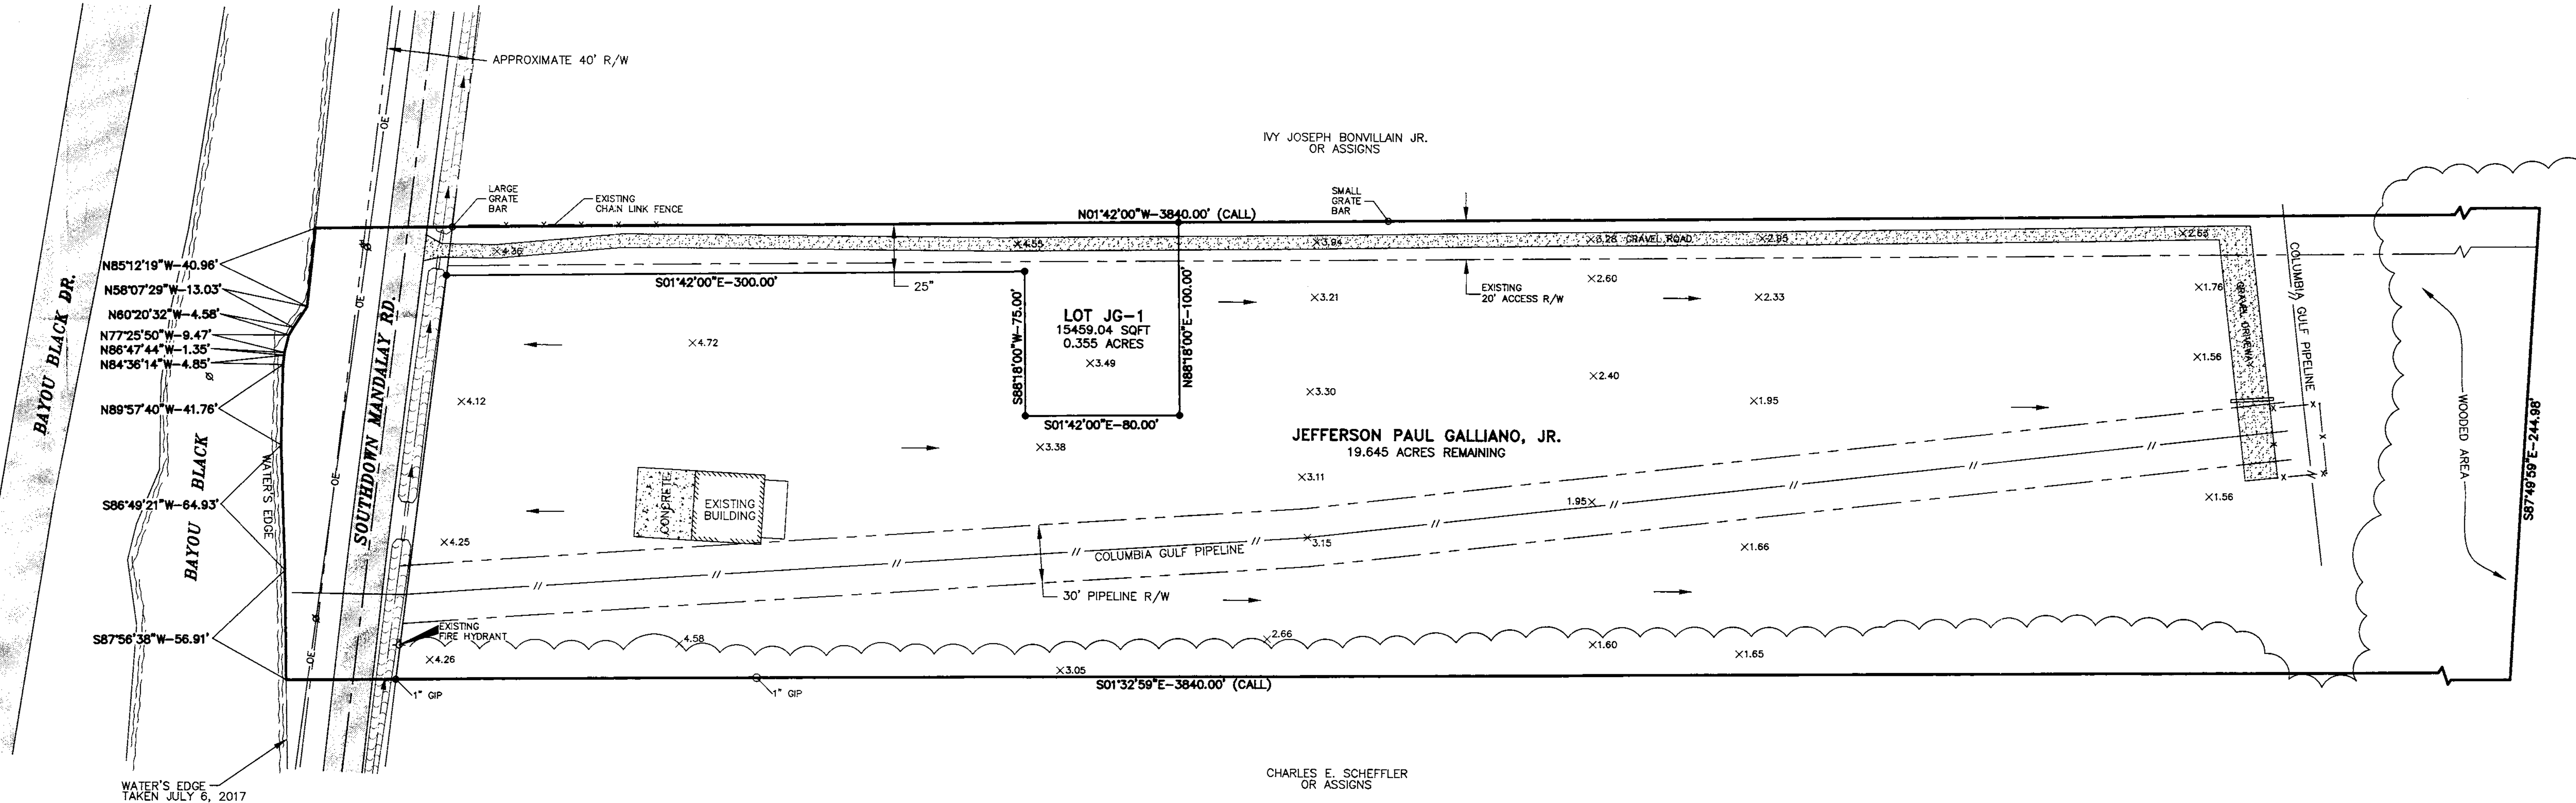 APPROXIMATE 40' R/W
IVY JOSEPH BONVILLAIN JR.
OR ASSIGNS
LARGE
GRATE
BAR
EXISTING
CHAIN LINK FENCE
SMALL
GRATE
BAR
N01°42'00"W-3840.00' (CALL)
BAYOU BLACK DR.
BAYOU BLACK
WATER'S EDGE
SOUTHDOWN MANDALAY RD.
OE
OE
OE
OE
OE
N85°12'19"W-40.96'
N58°07'29"W-13.03'
N60°20'32"W-4.58'
N77°25'50"W-9.47'
N86°47'44"W-1.35'
N84°36'14"W-4.85'
N89°57'40"W-41.76'
S86°49'21"W-64.93'
S87°56'38"W-56.91'
WATER'S EDGE
TAKEN JULY 6, 2017
4.36
4.55
3.94
3.28
GRAVEL ROAD
2.95
2.63
S01°42'00"E-300.00'
25"
S88°18'00"W-75.00'
LOT JG-1
15459.04 SQFT
0.355 ACRES
3.49
N88°18'00"E-100.00'
S01°42'00"E-80.00'
EXISTING
20' ACCESS R/W
2.60
3.21
2.33
1.76
GRAVEL DRIVEWAY
COLUMBIA GULF PIPELINE
4.72
1.56
4.12
3.30
2.40
1.95
3.38
JEFFERSON PAUL GALLIANO, JR.
19.645 ACRES REMAINING
3.11
1.95
1.56
CONCRETE
EXISTING
BUILDING
4.25
COLUMBIA GULF PIPELINE
3.15
1.66
30' PIPELINE R/W
EXISTING
FIRE HYDRANT
4.58
2.66
1.60
1.65
4.26
3.05
1" GIP
1" GIP
S01°32'59"E-3840.00' (CALL)
WOODED AREA
S87°49'59"E-244.98'
CHARLES E. SCHEFFLER
OR ASSIGNS